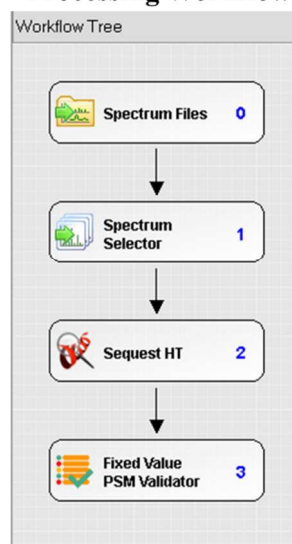 Workflow Tree
Spectrum Files 0
Spectrum
Selector 1
Sequest HT 2
Fixed Value
PSM Validator 3